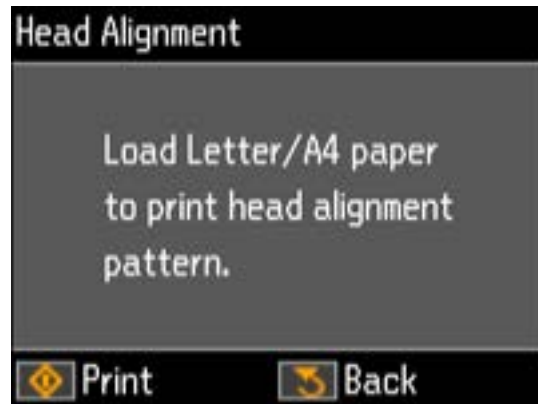 Head Alignment
Load Letter/A4 paper
to print head alignment
pattern.
Print Back